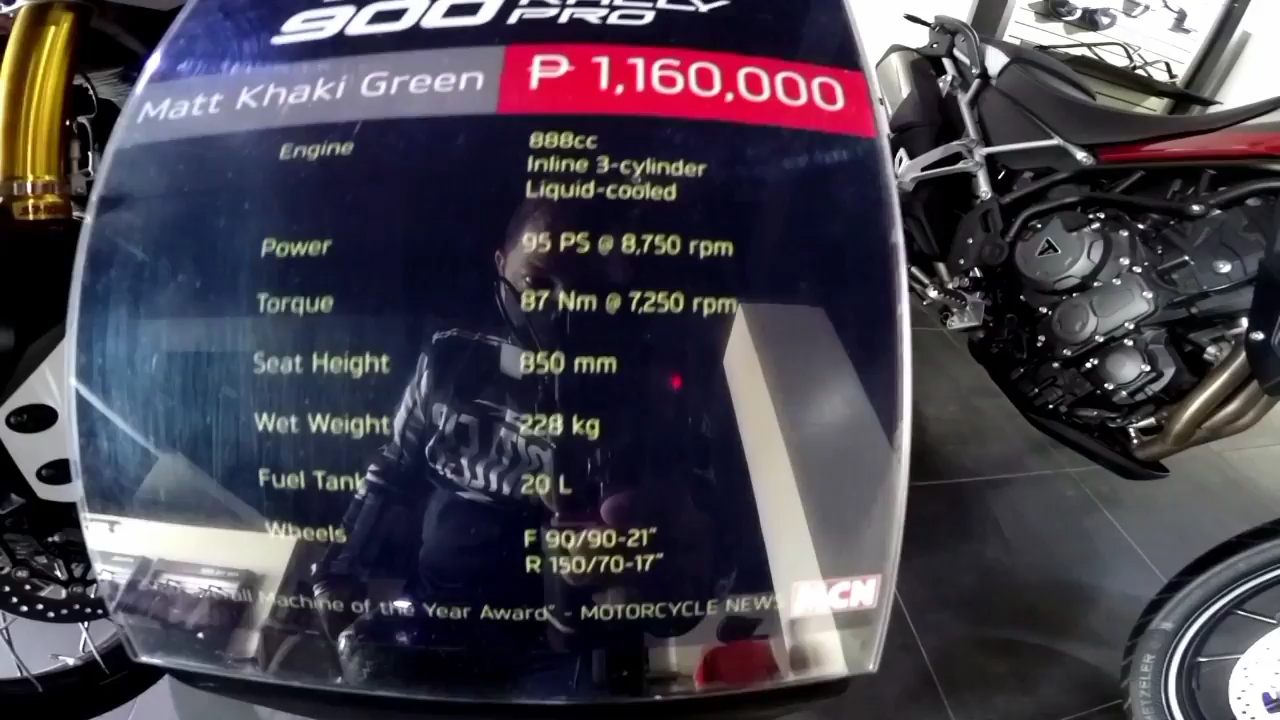 900 RALLY
PRO
Matt Khaki Green ₱ 1,160,000
Engine 888cc
Inline 3-cylinder
Liquid-cooled
Power 95 PS @ 8,750 rpm
Torque 87 Nm @ 7,250 rpm
Seat Height 850 mm
Wet Weight 228 kg
Fuel Tank 20 L
Wheels F 90/90-21"
R 150/70-17"
Machine of the Year Award" - MOTORCYCLE NEWS MCN
ETZELER